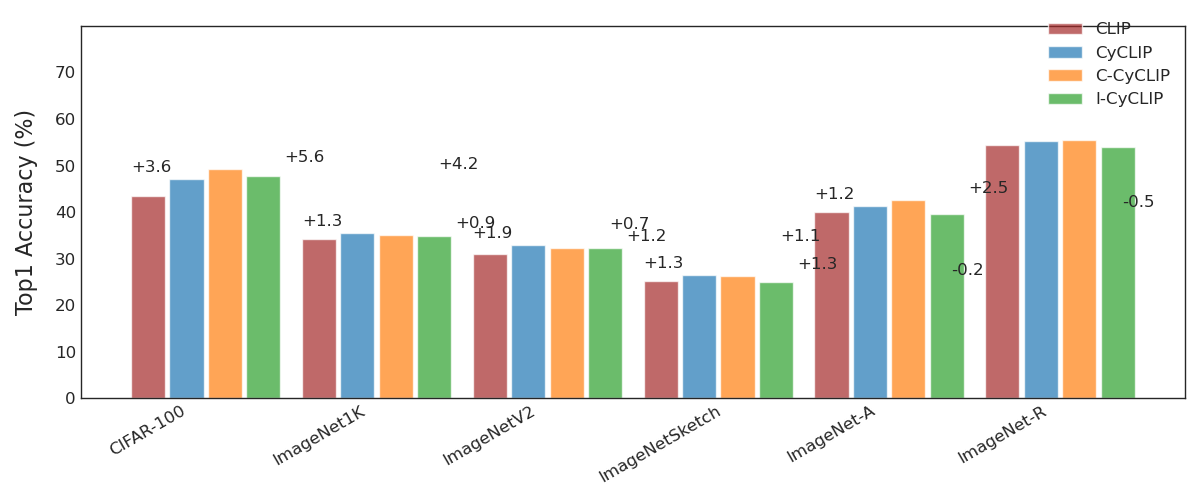 CLIP
CyCLIP
C-CyCLIP
I-CyCLIP
Top1 Accuracy (%)
70
60
50
40
30
20
10
0
+3.6
+5.6
+4.2
+1.3
+0.9
+0.7
+1.9
+1.2
+1.1
+1.3
+1.3
-0.2
+1.2
+2.5
-0.5
CIFAR-100
ImageNet1K
ImageNetV2
ImageNetSketch
ImageNet-A
ImageNet-R